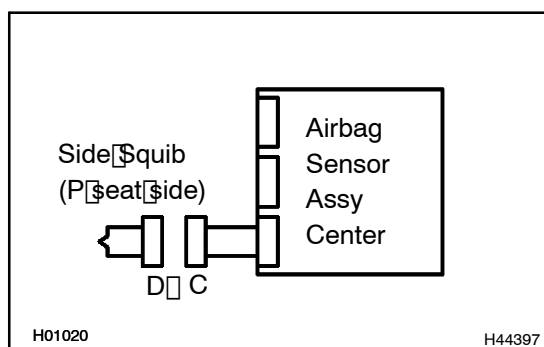 Side▯Squib
(P▯seat▯side)
Airbag
Sensor
Assy
Center
D▯ C
H01020
H44397